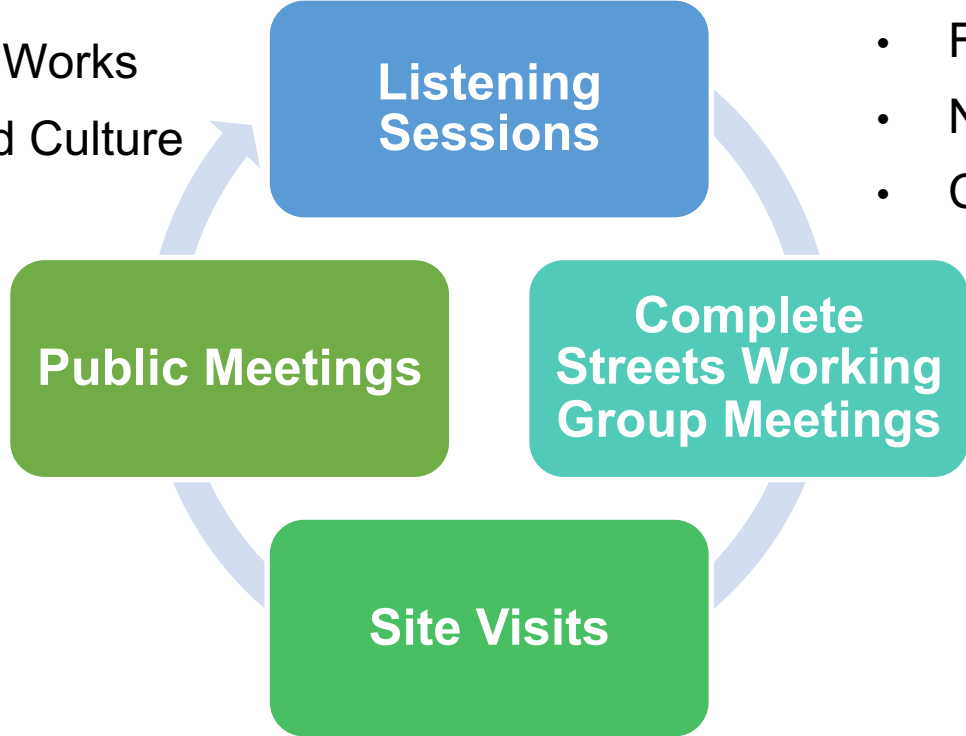 Works
d Culture
• F
• N
•
Listening
Sessions
Public Meetings
Complete
Streets Working
Group Meetings
Site Visits